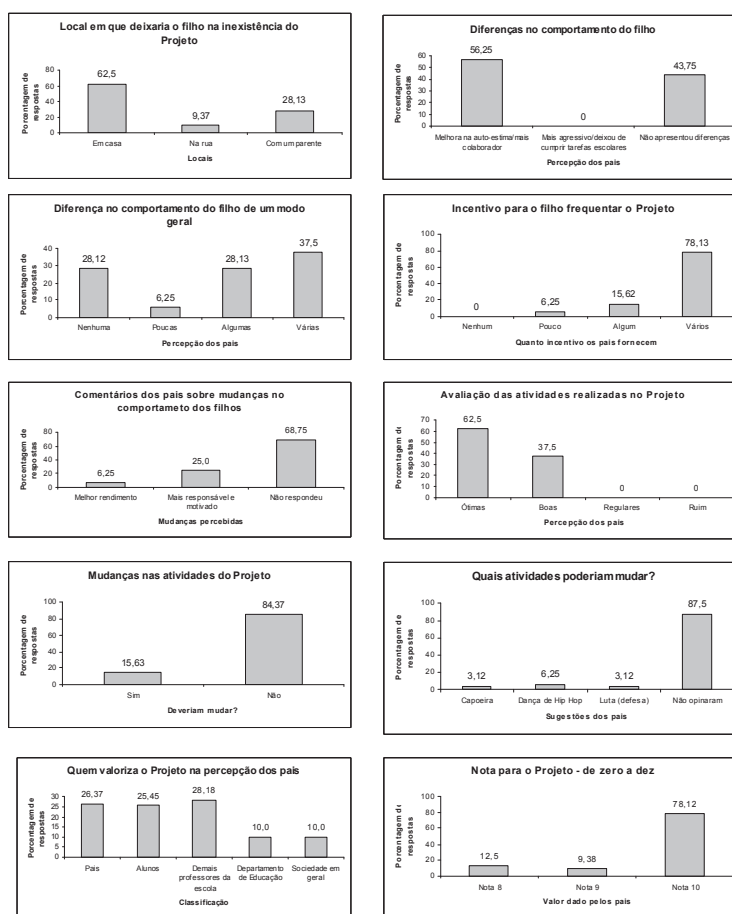 Local em que deixaria o filho na inexistência do
Projeto
Porcentagem de
respostas
80
60
40
20
0
62,5
9,37
28,13
Em casa
Na rua
Com um parente
Locais
Diferenças no comportamento do filho
Porcentagem de
respostas
60
50
40
30
20
10
0
56,25
0
43,75
Melhora na auto-estima/mais
colaborador
Mais agressivo/deixou de
cumprir tarefas escolares
Não apresentou diferenças
Percepção dos pais
Diferença no comportamento do filho de um modo
geral
Porcentagem de
respostas
40
30
20
10
0
28,12
6,25
28,13
37,5
Nenhuma
Poucas
Algumas
Várias
Percepção dos pais
Incentivo para o filho frequentar o Projeto
Porcentagem de
respostas
100
80
60
40
20
0
0
6,25
15,62
78,13
Nenhum
Pouco
Algum
Vários
Quanto incentivo os pais fornecem
Comentários dos pais sobre mudanças no
comportameto dos filhos
Porcentagem de
respostas
80
60
40
20
0
6,25
25,0
68,75
Melhor rendimento
Mais responsável e
motivado
Não respondeu
Mudanças percebidas
Avaliação das atividades realizadas no Projeto
Porcentagem de
respostas
70
60
50
40
30
20
10
0
62,5
37,5
0
0
Ótimas
Boas
Regulares
Ruim
Percepção dos pais
Mudanças nas atividades do Projeto
Porcentagem de
respostas
100
80
60
40
20
0
15,63
84,37
Sim
Não
Deveriam mudar?
Quais atividades poderiam mudar?
Porcentagem de
respostas
100
80
60
40
20
0
3,12
6,25
3,12
87,5
Capoeira
Dança de Hip Hop
Luta (defesa)
Não opinaram
Sugestões dos pais
Quem valoriza o Projeto na percepção dos pais
Porcentagem de
respostas
30
25
20
15
10
5
0
26,37
25,45
28,18
10,0
10,0
Pais
Alunos
Demais
professores da
escola
Departamento
de Educação
Sociedade em
geral
Classificação
Nota para o Projeto - de zero a dez
Porcentagem de
respostas
100
80
60
40
20
0
12,5
9,38
78,12
Nota 8
Nota 9
Nota 10
Valor dado pelos pais